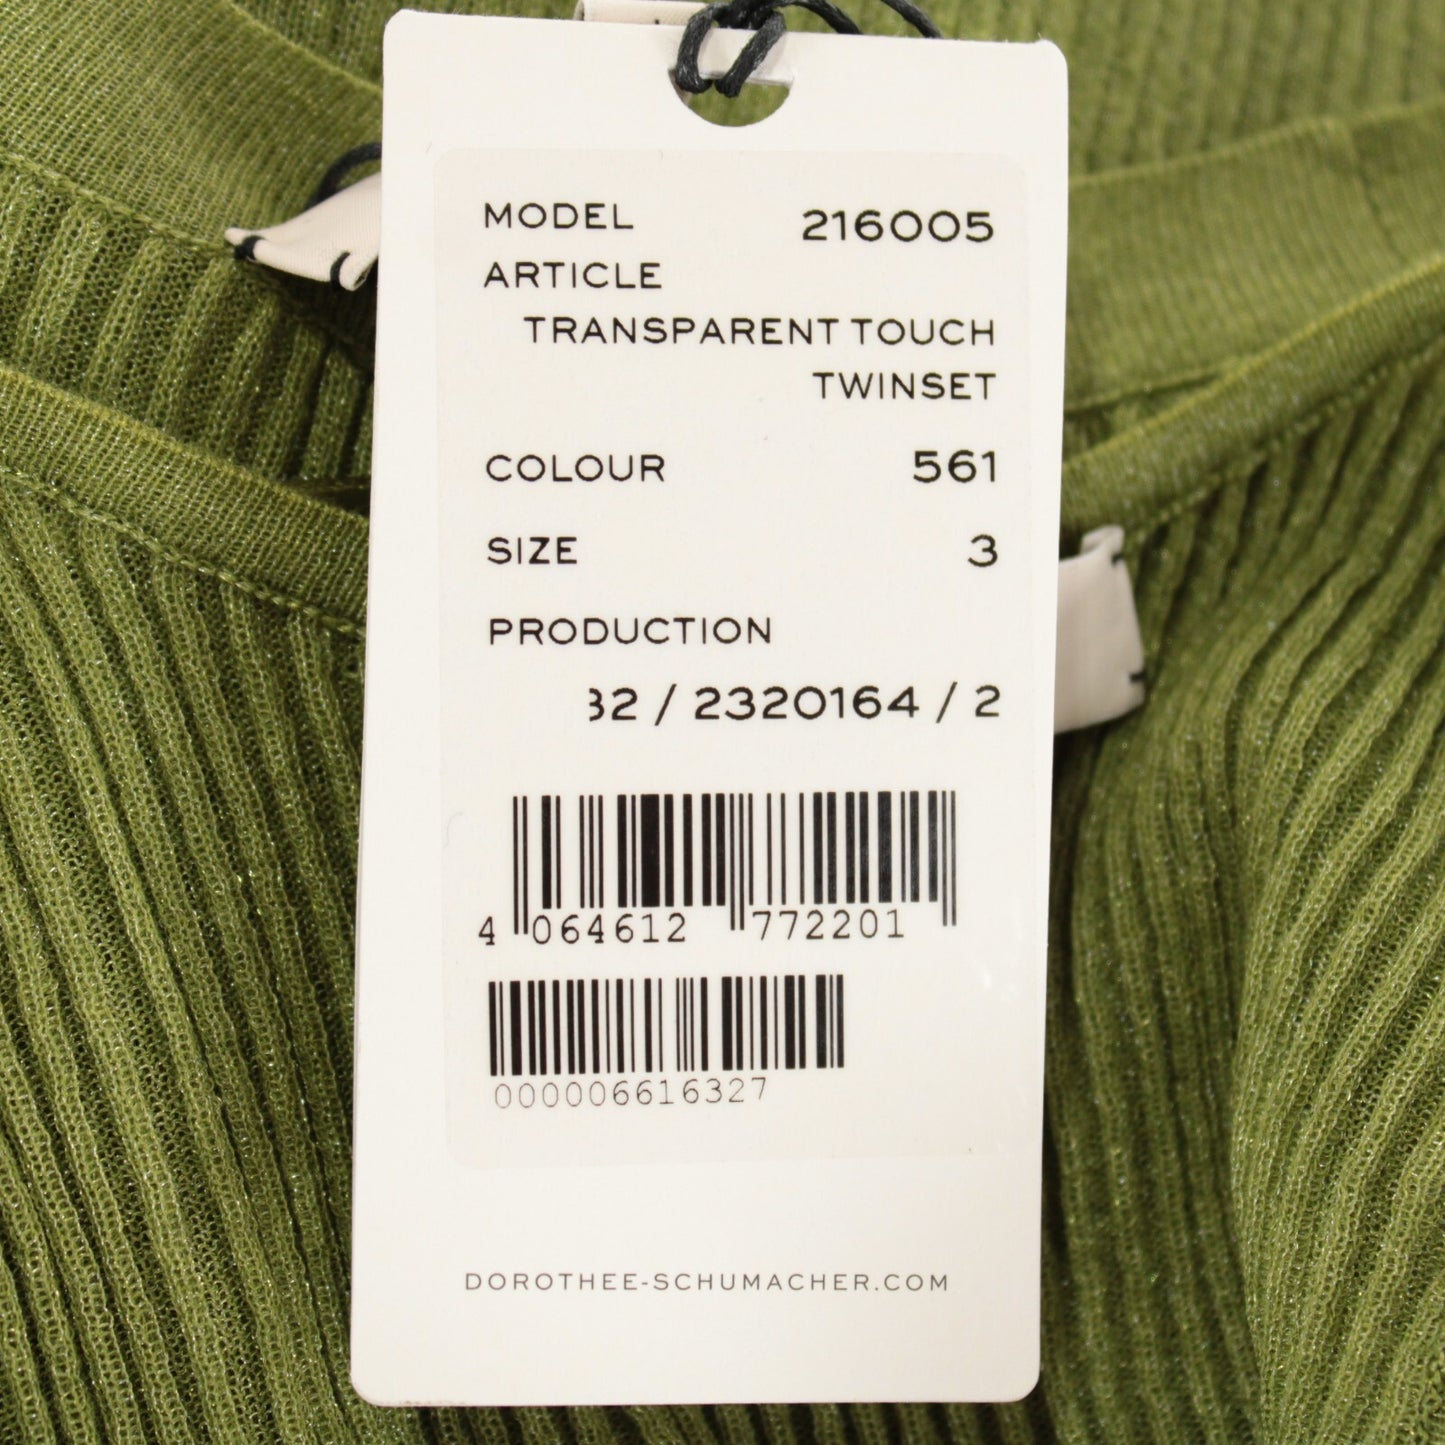 MODEL 216005
ARTICLE
TRANSPARENT TOUCH
TWINSET
COLOUR 561
SIZE 3
PRODUCTION
32 / 2320164 / 2
4 064612 772201
000006616327
DOROTHEE-SCHUMACHER.COM